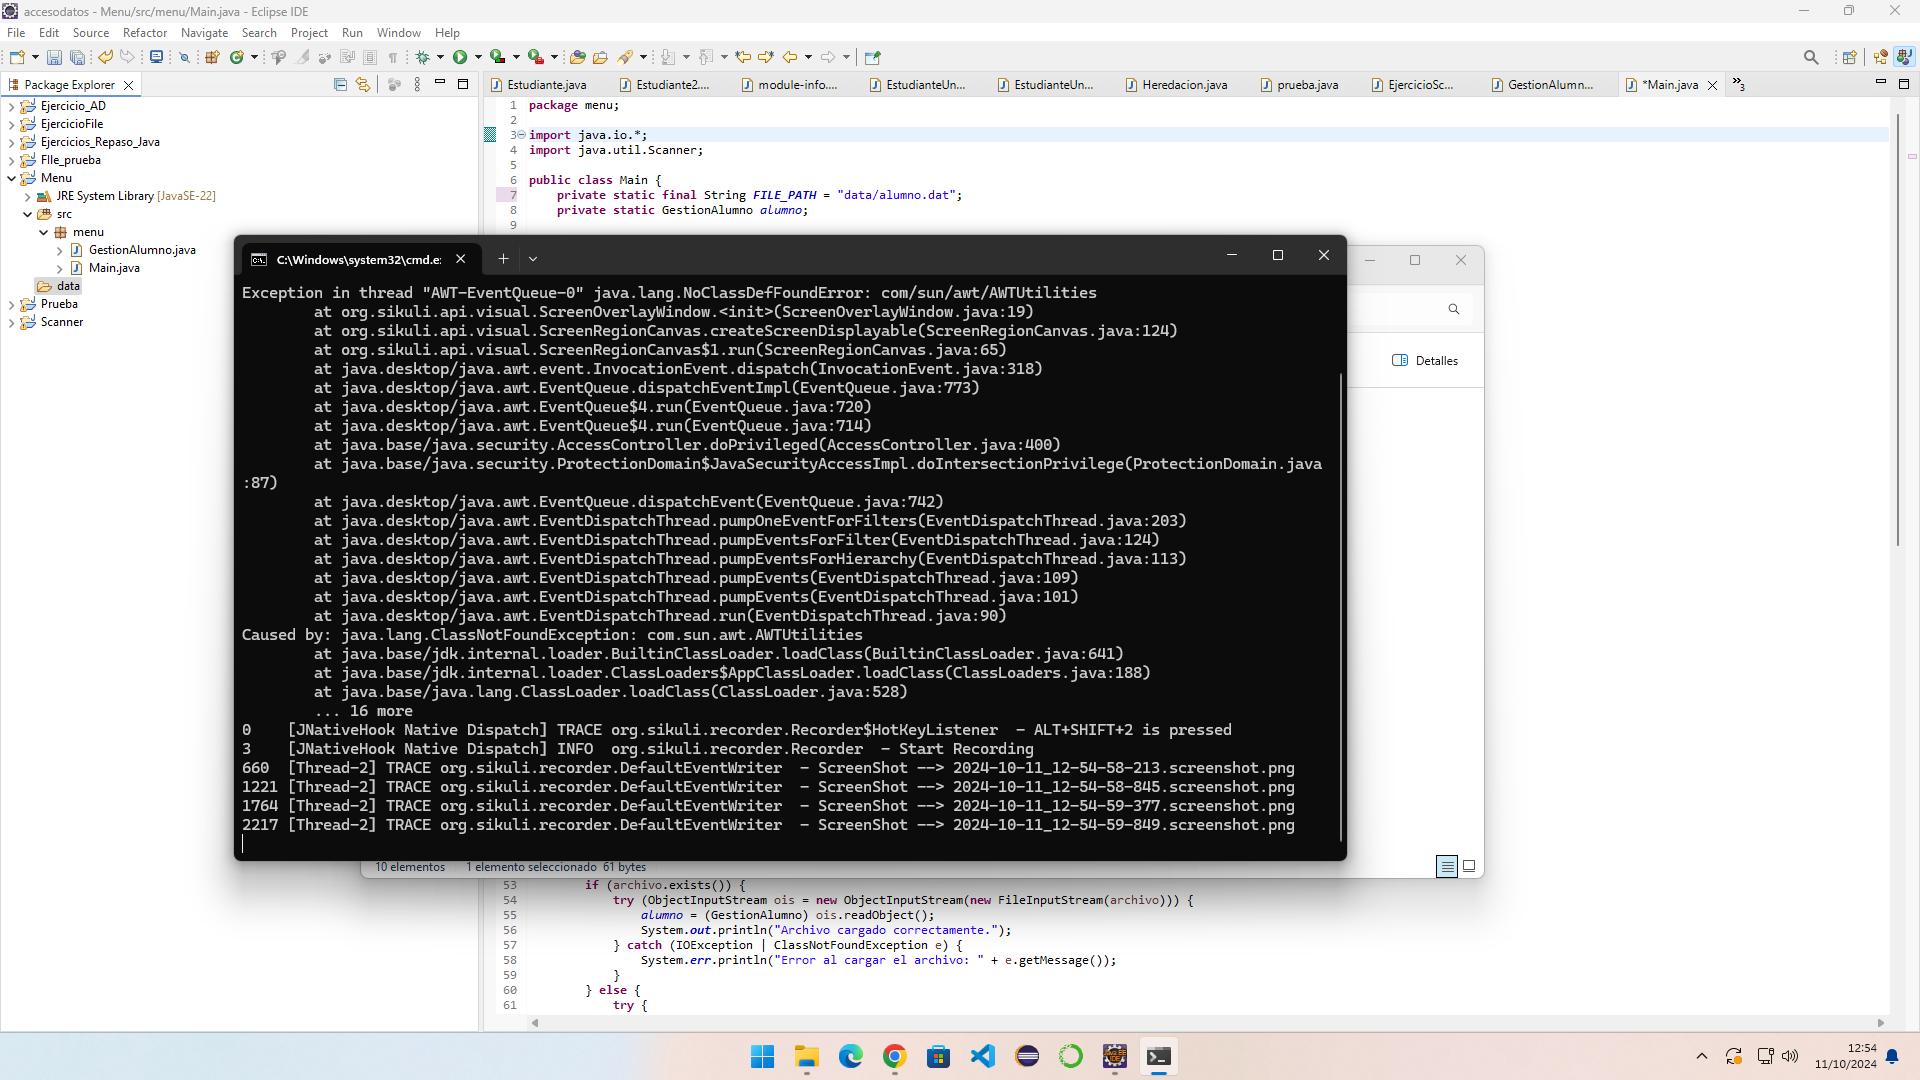 accesodatos - Menu/src/menu/Main.java - Eclipse IDE
File Edit Source Refactor Navigate Search Project Run Window Help
Package Explorer
Ejercicio_AD
EjercicioFile
Ejercicios_Repaso_Java
FIle_prueba
Menu
JRE System Library [JavaSE-22]
src
menu
GestionAlumno.java
Main.java
data
Prueba
Scanner
Estudiante.java Estudiante2.... module-info.... EstudianteUn... EstudianteUn... Heredacion.java prueba.java EjercicioSc... GestionAlumn... *Main.java »3
1 package menu;
2
3 import java.io.*;
4 import java.util.Scanner;
5
6 public class Main {
7 private static final String FILE_PATH = "data/alumno.dat";
8 private static GestionAlumno alumno;
9
C:\Windows\system32\cmd.e:
Exception in thread "AWT-EventQueue-0" java.lang.NoClassDefFoundError: com/sun/awt/AWTUtilities
at org.sikuli.api.visual.ScreenOverlayWindow.<init>(ScreenOverlayWindow.java:19)
at org.sikuli.api.visual.ScreenRegionCanvas.createScreenDisplayable(ScreenRegionCanvas.java:124)
at org.sikuli.api.visual.ScreenRegionCanvas$1.run(ScreenRegionCanvas.java:65)
at java.desktop/java.awt.event.InvocationEvent.dispatch(InvocationEvent.java:318)
at java.desktop/java.awt.EventQueue.dispatchEventImpl(EventQueue.java:773)
at java.desktop/java.awt.EventQueue$4.run(EventQueue.java:720)
at java.desktop/java.awt.EventQueue$4.run(EventQueue.java:714)
at java.base/java.security.AccessController.doPrivileged(AccessController.java:400)
at java.base/java.security.ProtectionDomain$JavaSecurityAccessImpl.doIntersectionPrivilege(ProtectionDomain.java
:87)
at java.desktop/java.awt.EventQueue.dispatchEvent(EventQueue.java:742)
at java.desktop/java.awt.EventDispatchThread.pumpOneEventForFilters(EventDispatchThread.java:203)
at java.desktop/java.awt.EventDispatchThread.pumpEventsForFilter(EventDispatchThread.java:124)
at java.desktop/java.awt.EventDispatchThread.pumpEventsForHierarchy(EventDispatchThread.java:113)
at java.desktop/java.awt.EventDispatchThread.pumpEvents(EventDispatchThread.java:109)
at java.desktop/java.awt.EventDispatchThread.pumpEvents(EventDispatchThread.java:101)
at java.desktop/java.awt.EventDispatchThread.run(EventDispatchThread.java:90)
Caused by: java.lang.ClassNotFoundException: com.sun.awt.AWTUtilities
at java.base/jdk.internal.loader.BuiltinClassLoader.loadClass(BuiltinClassLoader.java:641)
at java.base/jdk.internal.loader.ClassLoaders$AppClassLoader.loadClass(ClassLoaders.java:188)
at java.base/java.lang.ClassLoader.loadClass(ClassLoader.java:528)
... 16 more
0 [JNativeHook Native Dispatch] TRACE org.sikuli.recorder.Recorder$HotKeyListener - ALT+SHIFT+2 is pressed
3 [JNativeHook Native Dispatch] INFO org.sikuli.recorder.Recorder - Start Recording
660 [Thread-2] TRACE org.sikuli.recorder.DefaultEventWriter - ScreenShot --> 2024-10-11_12-54-58-213.screenshot.png
1221 [Thread-2] TRACE org.sikuli.recorder.DefaultEventWriter - ScreenShot --> 2024-10-11_12-54-58-845.screenshot.png
1764 [Thread-2] TRACE org.sikuli.recorder.DefaultEventWriter - ScreenShot --> 2024-10-11_12-54-59-377.screenshot.png
2217 [Thread-2] TRACE org.sikuli.recorder.DefaultEventWriter - ScreenShot --> 2024-10-11_12-54-59-849.screenshot.png
Detalles
10 elementos 1 elemento seleccionado 61 bytes
53 if (archivo.exists()) {
54 try (ObjectInputStream ois = new ObjectInputStream(new FileInputStream(archivo))) {
55 alumno = (GestionAlumno) ois.readObject();
56 System.out.println("Archivo cargado correctamente.");
57 } catch (IOException | ClassNotFoundException e) {
58 System.err.println("Error al cargar el archivo: " + e.getMessage());
59 }
60 } else {
61 try {
12:54
11/10/2024